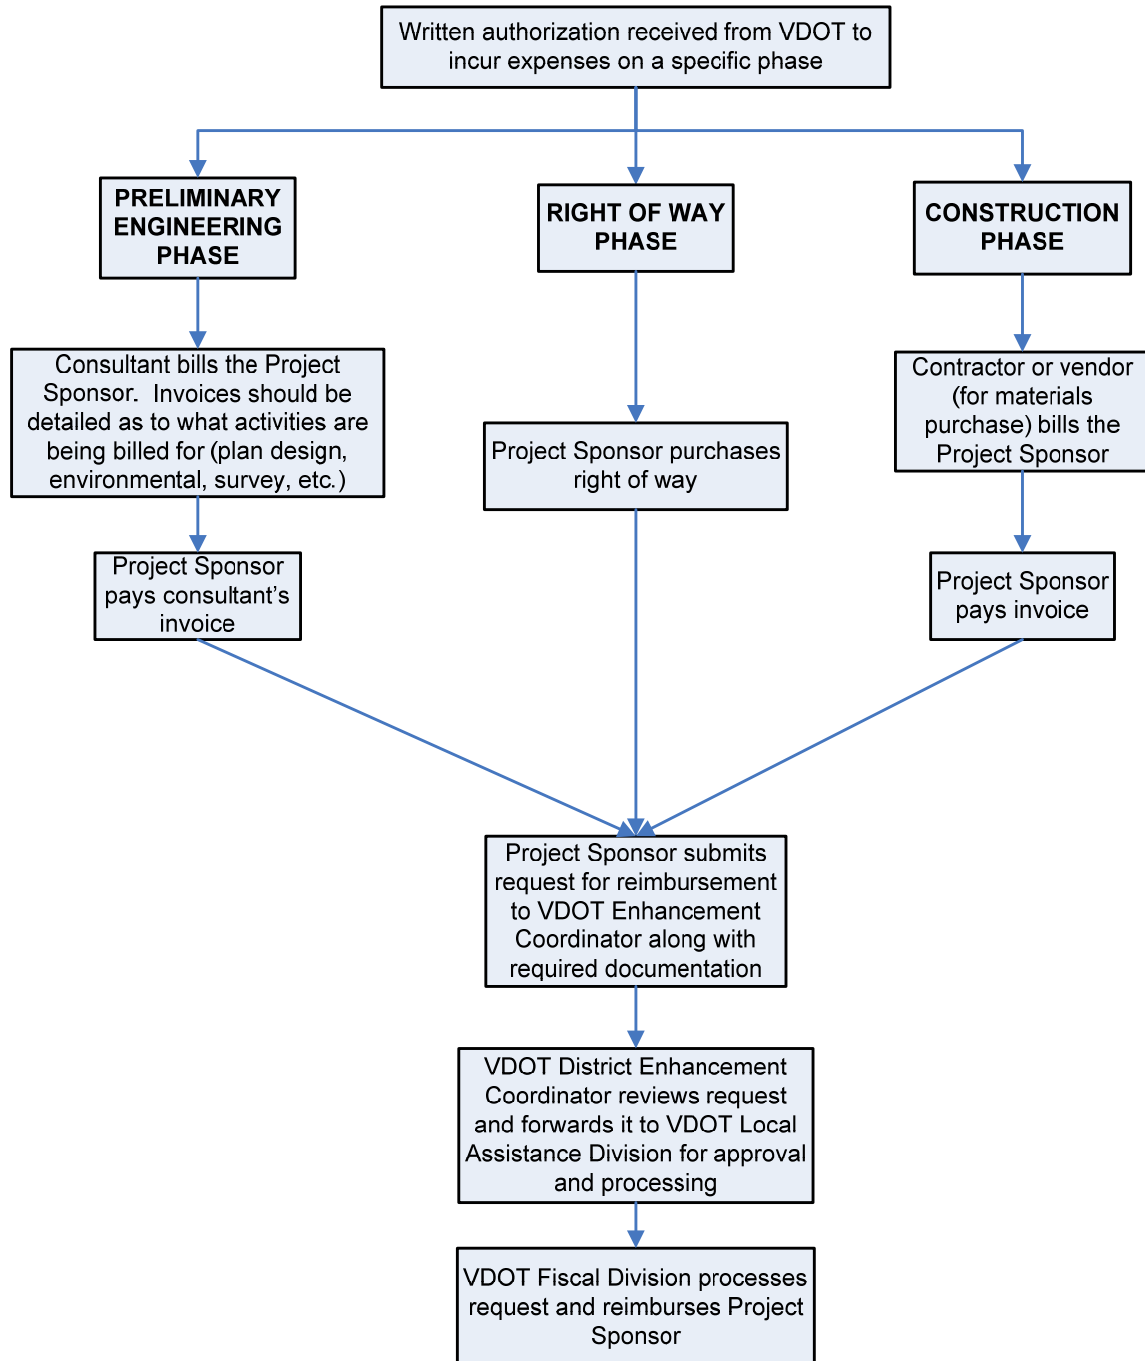 Written authorization received from VDOT to
incur expenses on a specific phase
PRELIMINARY
ENGINEERING
PHASE
RIGHT OF WAY
PHASE
CONSTRUCTION
PHASE
Consultant bills the Project
Sponsor.  Invoices should be
detailed as to what activities are
being billed for (plan design,
environmental, survey, etc.)
Project Sponsor purchases
right of way
Contractor or vendor
(for materials
purchase) bills the
Project Sponsor
Project Sponsor
pays consultant’s
invoice
Project Sponsor
pays invoice
Project Sponsor submits
request for reimbursement
to VDOT Enhancement
Coordinator along with
required documentation
VDOT District Enhancement
Coordinator reviews request
and forwards it to VDOT Local
Assistance Division for approval
and processing
VDOT Fiscal Division processes
request and reimburses Project
Sponsor